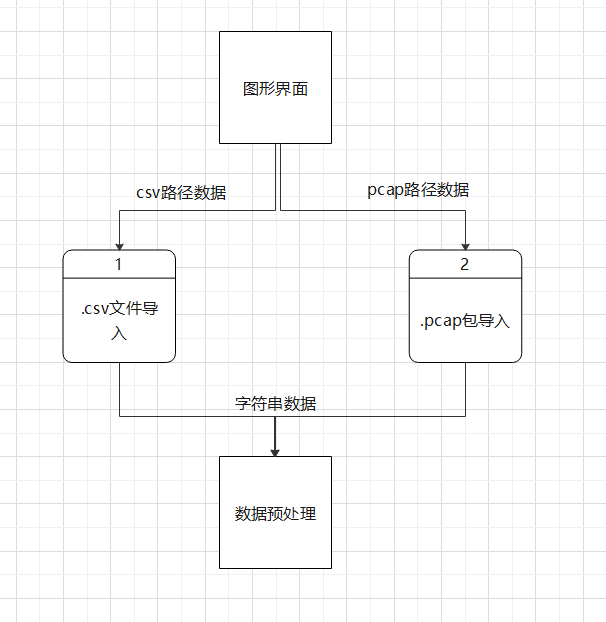 图形界面
csv路径数据
pcap路径数据
1
.csv文件导
入
2
.pcap包导入
字符串数据
数据预处理